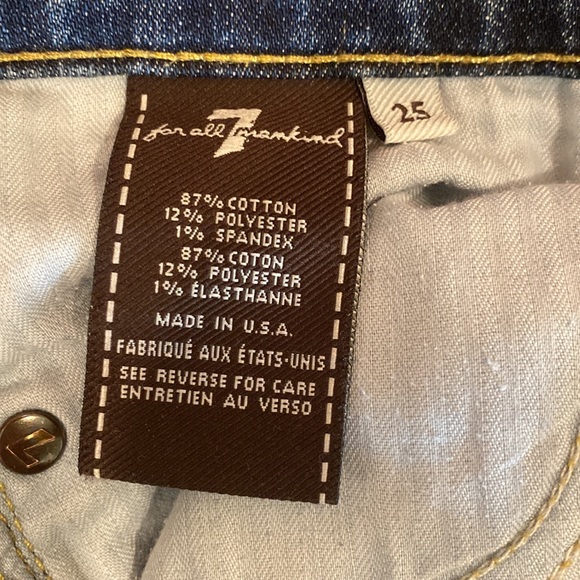 for all 7 mankind
25
87% COTTON
12% POLYESTER
1% SPANDEX
87% COTON
12% POLYESTER
1% ÉLASTHANNE
MADE IN U.S.A.
FABRIQUÉ AUX ÉTATS-UNIS
SEE REVERSE FOR CARE
ENTRETIEN AU VERSO